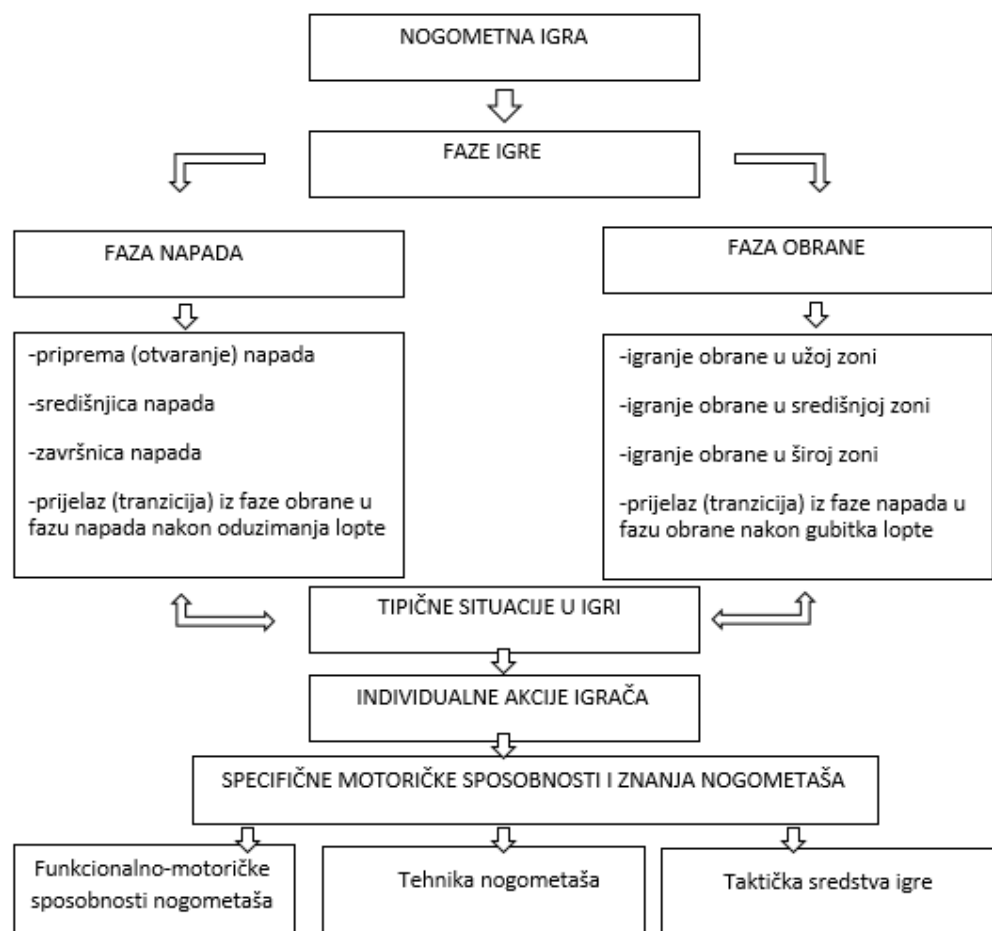 NOGOMETNA IGRA
FAZE IGRE
FAZA NAPADA
FAZA OBRANE
-priprema (otvaranje) napada
-središnjica napada
-završnica napada
-prijelaz (tranzicija) iz faze obrane u
fazu napada nakon oduzimanja lopte
-igranje obrane u užoj zoni
-igranje obrane u središnjoj zoni
-igranje obrane u široj zoni
-prijelaz (tranzicija) iz faze napada u
fazu obrane nakon gubitka lopte
TIPIČNE SITUACIJE U IGRI
INDIVIDUALNE AKCIJE IGRAČA
SPECIFIČNE MOTORIČKE SPOSOBNOSTI I ZNANJA NOGOMETAŠA
Funkcionalno-motoričke
sposobnosti nogometaša
Tehnika nogometaša
Taktička sredstva igre